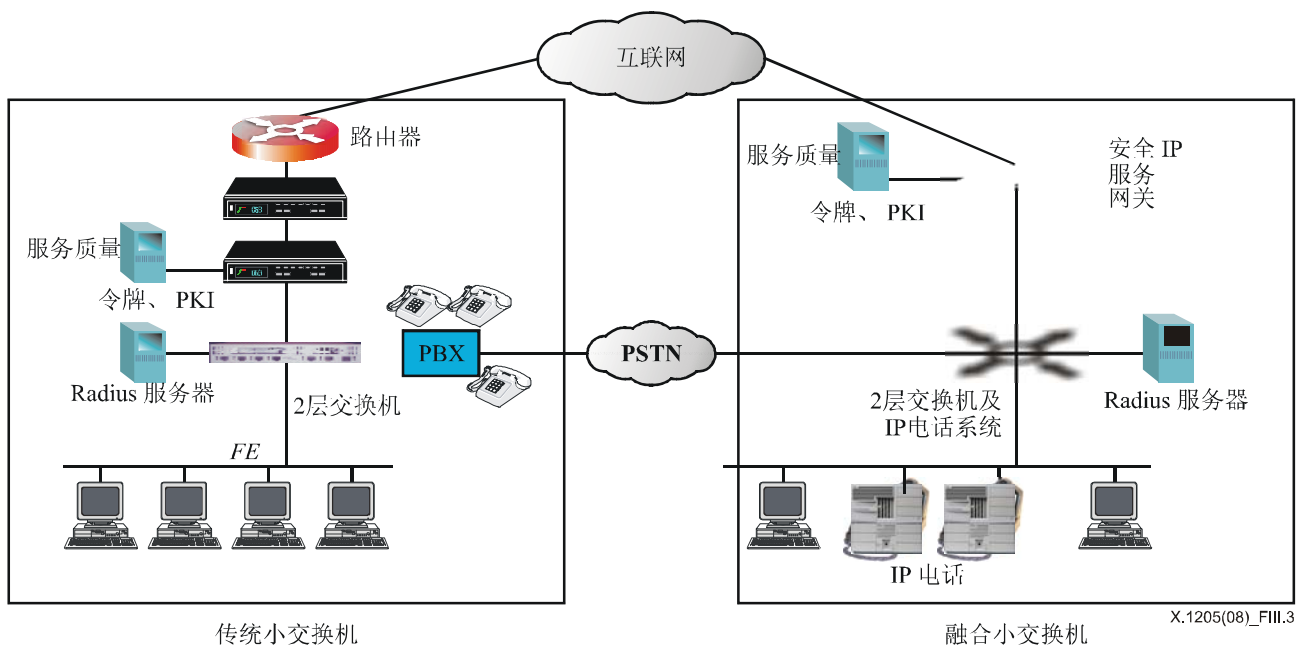 互联网
路由器
服务质量
令牌、 PKI
Radius 服务器
2层交换机
FE
PBX
PSTN
服务质量
令牌、 PKI
安全 IP
服务
网关
2层交换机及
IP电话系统
Radius 服务器
IP 电话
传统小交换机
融合小交换机
X.1205(08)_FIII.3